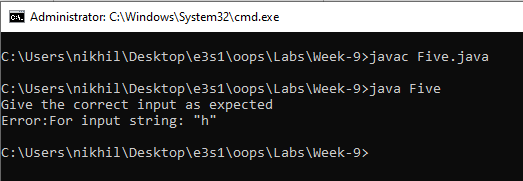 Administrator: C:\Windows\System32\cmd.exe
C:\Users\nikhil\Desktop\e3s1\oops\Labs\Week-9>javac Five.java
C:\Users\nikhil\Desktop\e3s1\oops\Labs\Week-9>java Five
Give the correct input as expected
Error:For input string: "h"
C:\Users\nikhil\Desktop\e3s1\oops\Labs\Week-9>